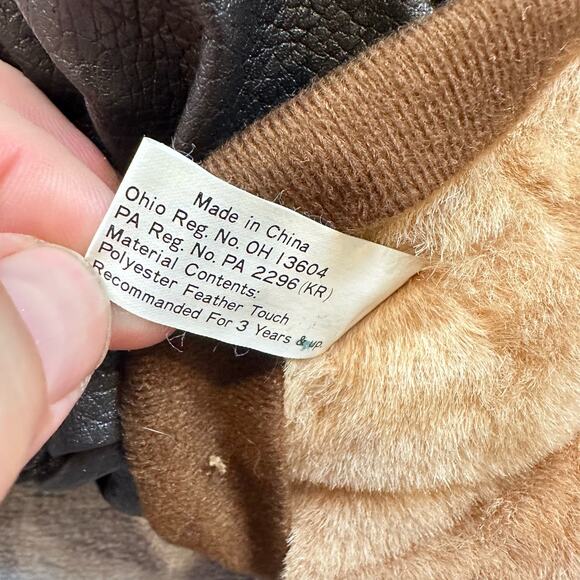 Made in China
Ohio Reg. No. OH 13604
PA Reg. No. PA 2296 (KR)
Material Contents:
Polyester Feather Touch
Recommanded For 3 Years & up.